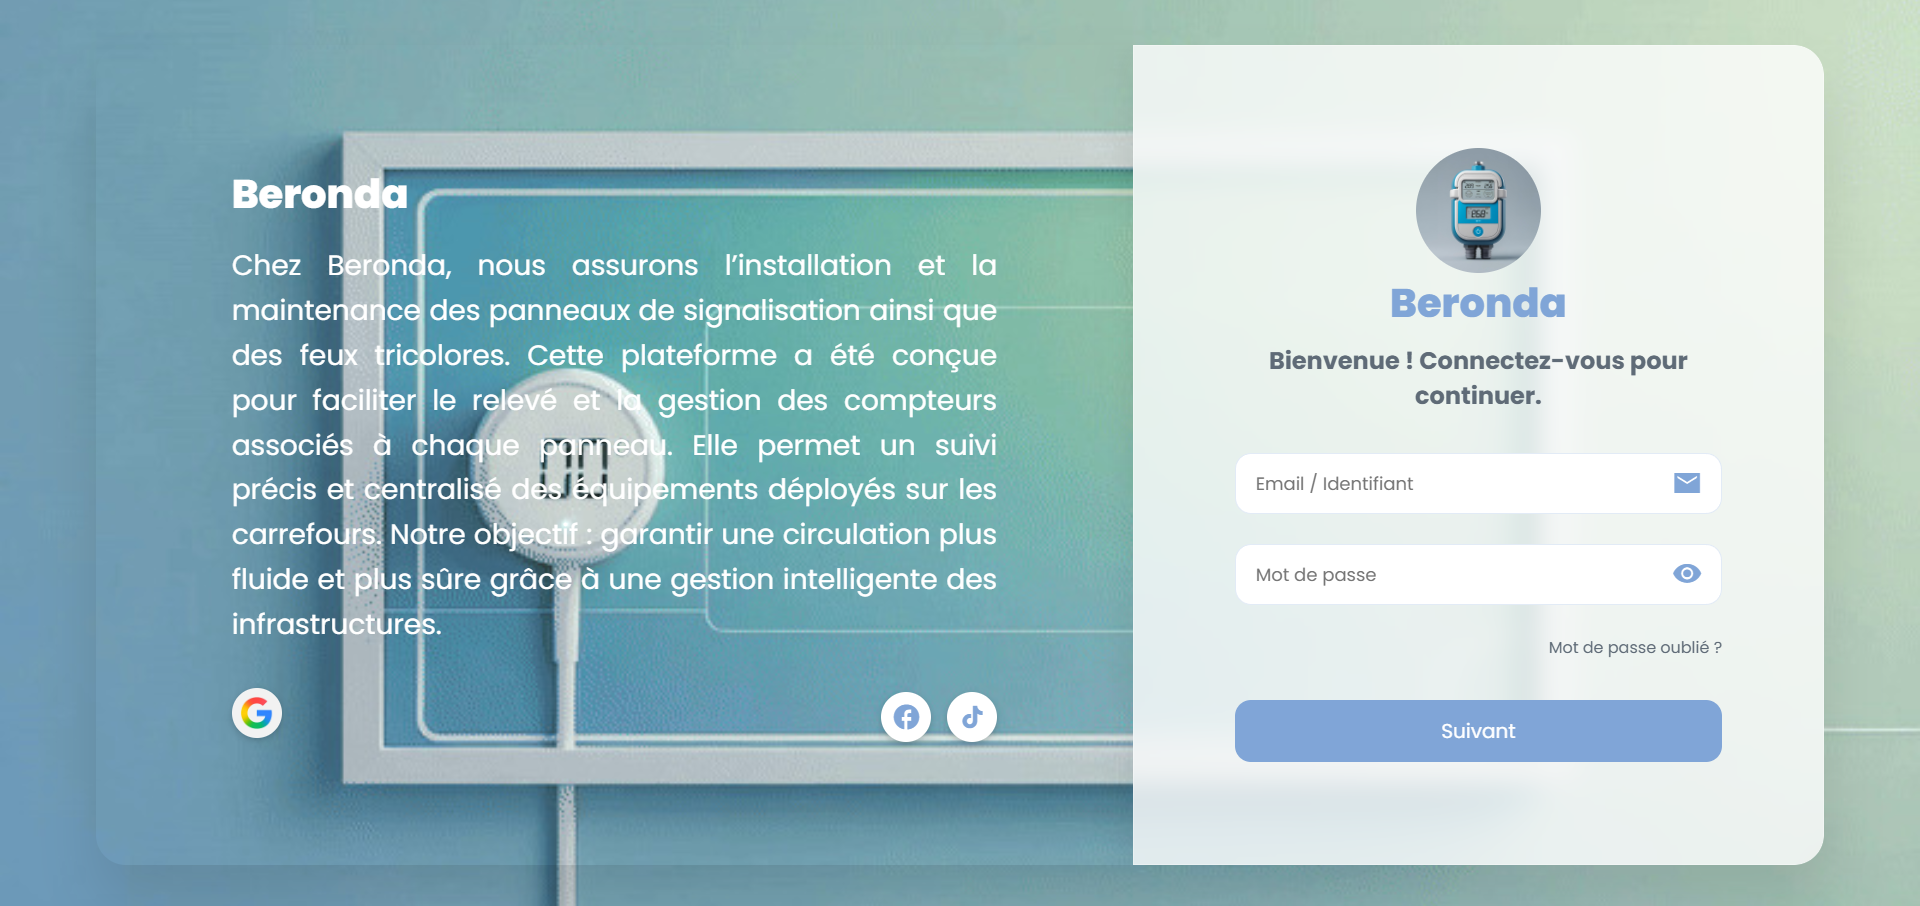 Beronda
Chez Beronda, nous assurons l’installation et la
maintenance des panneaux de signalisation ainsi que
des feux tricolores. Cette plateforme a été conçue
pour faciliter le relevé et la gestion des compteurs
associés à chaque panneau. Elle permet un suivi
précis et centralisé des équipements déployés sur les
carrefours. Notre objectif : garantir une circulation plus
fluide et plus sûre grâce à une gestion intelligente des
infrastructures.
Beronda
Bienvenue ! Connectez-vous pour
continuer.
Email / Identifiant
Mot de passe
Mot de passe oublié ?
Suivant